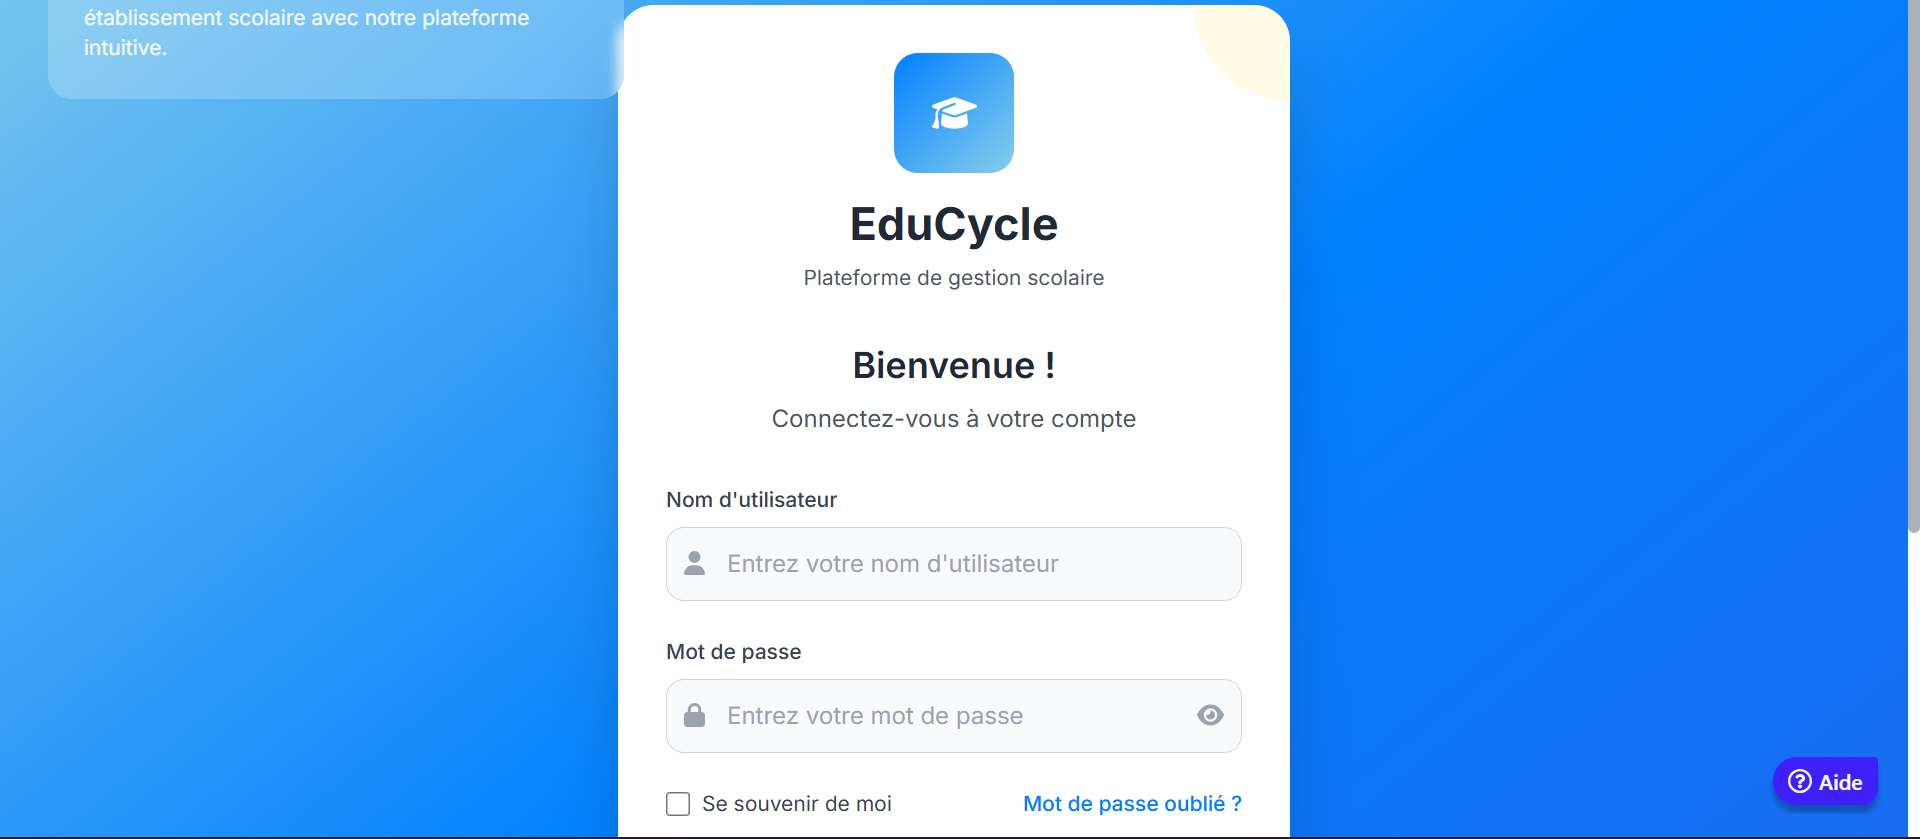 établissement scolaire avec notre plateforme
intuitive.
EduCycle
Plateforme de gestion scolaire
Bienvenue !
Connectez-vous à votre compte
Nom d'utilisateur
Entrez votre nom d'utilisateur
Mot de passe
Entrez votre mot de passe
Se souvenir de moi
Mot de passe oublié ?
Aide